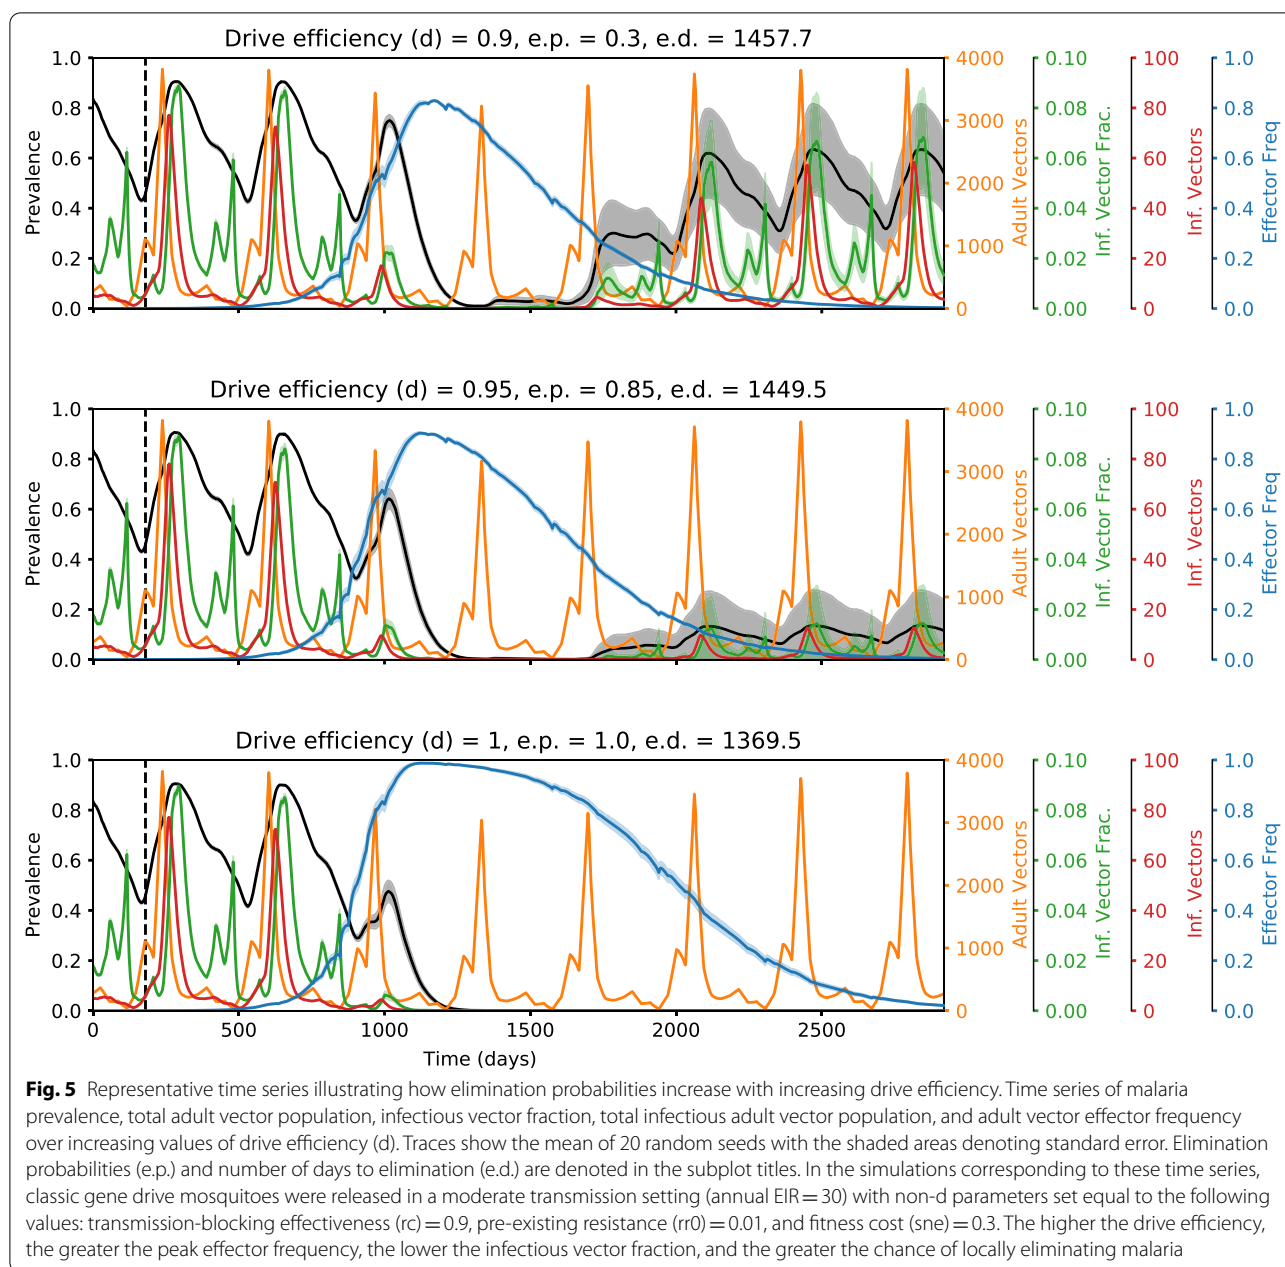 Drive efficiency (d) = 0.9, e.p. = 0.3, e.d. = 1457.7
1.0 4000 0.10 100 1.0
0.8 3000 0.08 80 0.8
0.6 2000 0.06 60 0.6
0.4 1000 0.04 40 0.4
0.2 0 0.02 20 0.2
0.0 0.00 0 0.0
Prevalence
Adult Vectors
Inf. Vector Frac.
Inf. Vectors
Effector Freq
Drive efficiency (d) = 0.95, e.p. = 0.85, e.d. = 1449.5
1.0 4000 0.10 100 1.0
0.8 3000 0.08 80 0.8
0.6 2000 0.06 60 0.6
0.4 1000 0.04 40 0.4
0.2 0 0.02 20 0.2
0.0 0.00 0 0.0
Prevalence
Adult Vectors
Inf. Vector Frac.
Inf. Vectors
Effector Freq
Drive efficiency (d) = 1, e.p. = 1.0, e.d. = 1369.5
1.0 4000 0.10 100 1.0
0.8 3000 0.08 80 0.8
0.6 2000 0.06 60 0.6
0.4 1000 0.04 40 0.4
0.2 0 0.02 20 0.2
0.0 0.00 0 0.0
Prevalence
Adult Vectors
Inf. Vector Frac.
Inf. Vectors
Effector Freq
0 500 1000 1500 2000 2500
Time (days)
Fig. 5 Representative time series illustrating how elimination probabilities increase with increasing drive efficiency. Time series of malaria
prevalence, total adult vector population, infectious vector fraction, total infectious adult vector population, and adult vector effector frequency
over increasing values of drive efficiency (d). Traces show the mean of 20 random seeds with the shaded areas denoting standard error. Elimination
probabilities (e.p.) and number of days to elimination (e.d.) are denoted in the subplot titles. In the simulations corresponding to these time series,
classic gene drive mosquitoes were released in a moderate transmission setting (annual EIR = 30) with non-d parameters set equal to the following
values: transmission-blocking effectiveness (rc) = 0.9, pre-existing resistance (rr0) = 0.01, and fitness cost (sne) = 0.3. The higher the drive efficiency,
the greater the peak effector frequency, the lower the infectious vector fraction, and the greater the chance of locally eliminating malaria